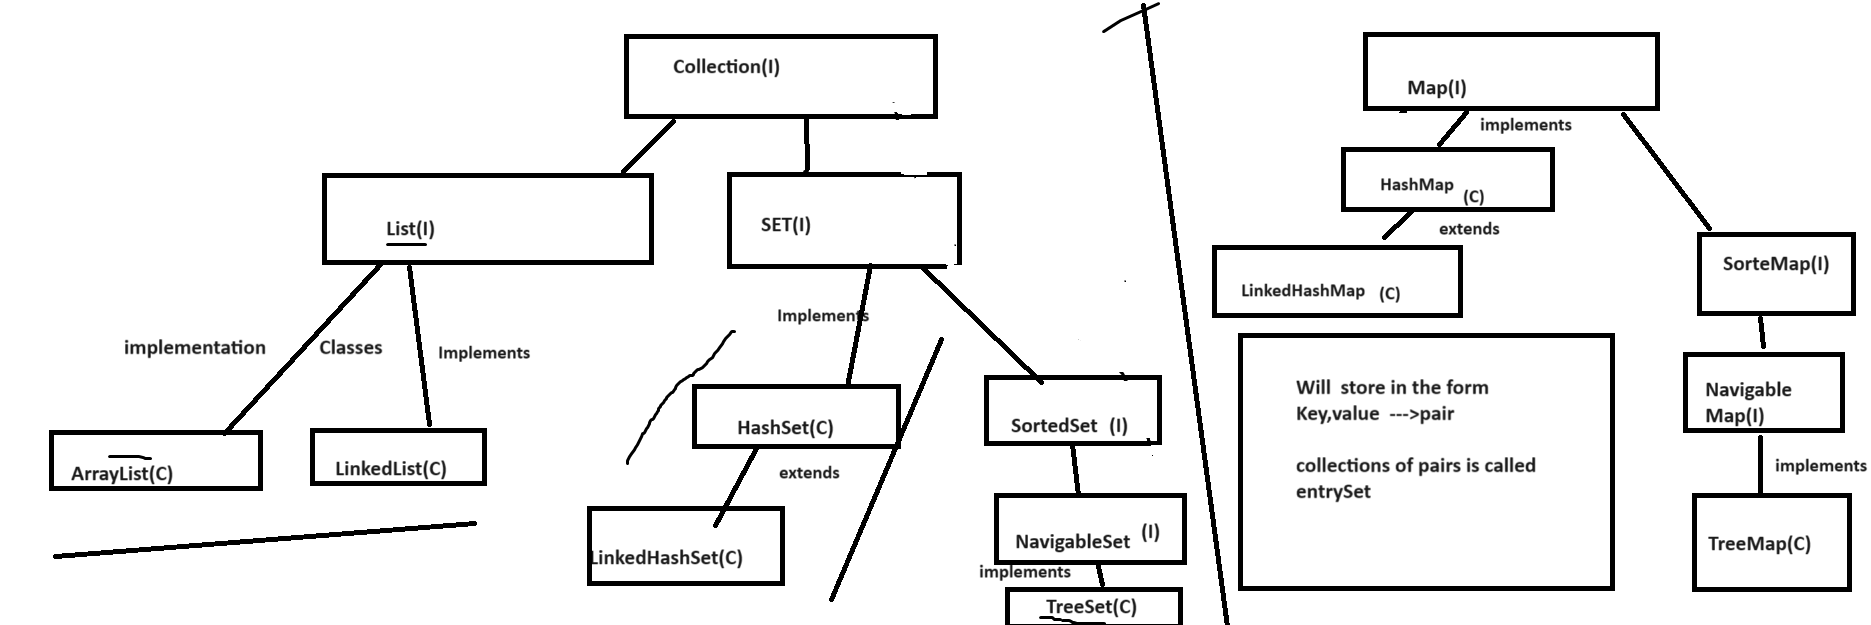 Collection(I)
List(I)
SET(I)
implementation Classes Implements
Implements
ArrayList(C)
LinkedList(C)
HashSet(C)
extends
LinkedHashSet(C)
SortedSet (I)
NavigableSet (I)
implements
TreeSet(C)
Map(I)
implements
HashMap (C)
extends
LinkedHashMap (C)
SorteMap(I)
Navigable
Map(I)
implements
TreeMap(C)
Will store in the form
Key,value --->pair
collections of pairs is called
entrySet